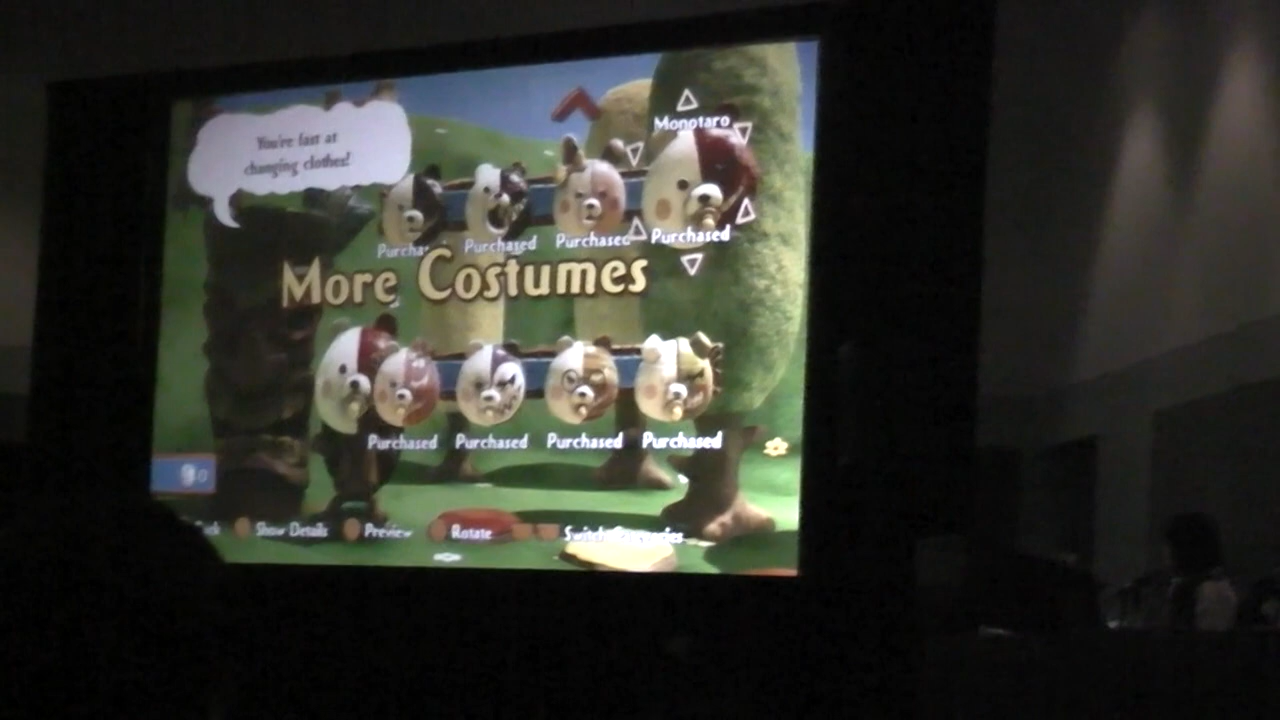 You're fast at
changing clothes!
Monotaro
Purchased
Purchased
Purchased
More Costumes
Purchased
Purchased
Purchased
Purchased
Show Details
Preview
Rotate
Switch